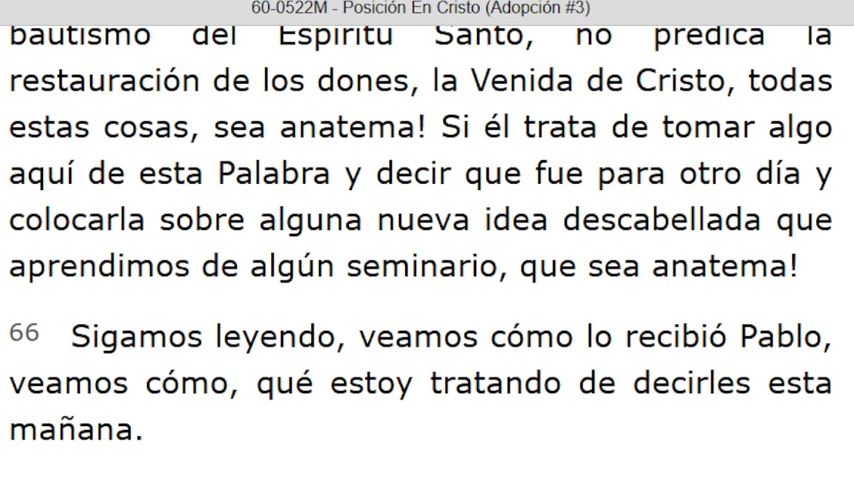 60-0522M - Posición En Cristo (Adopción #3)
bautismo del Espíritu Santo, no predica la
restauración de los dones, la Venida de Cristo, todas
estas cosas, sea anatema! Si él trata de tomar algo
aquí de esta Palabra y decir que fue para otro día y
colocarla sobre alguna nueva idea descabellada que
aprendimos de algún seminario, que sea anatema!
66 Sigamos leyendo, veamos cómo lo recibió Pablo,
veamos cómo, qué estoy tratando de decirles esta
mañana.